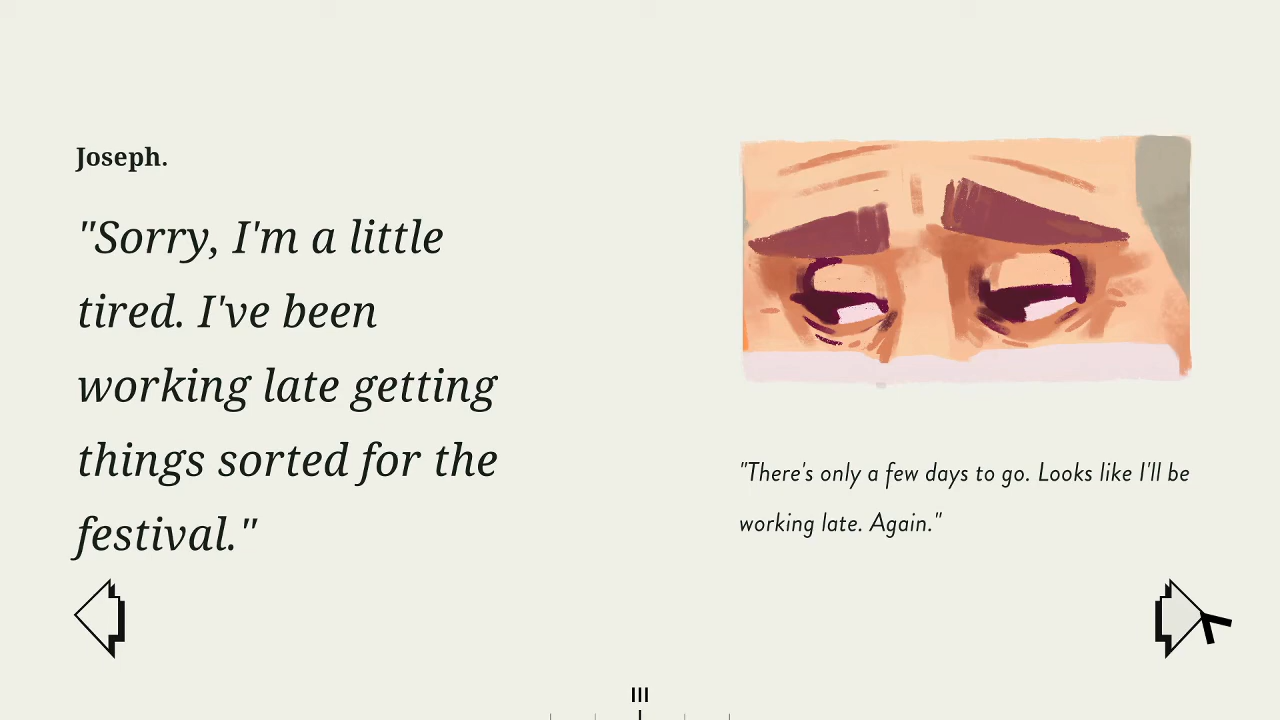 Joseph.
"Sorry, I'm a little
tired. I've been
working late getting
things sorted for the
festival."
"There's only a few days to go. Looks like I'll be
working late. Again."
III